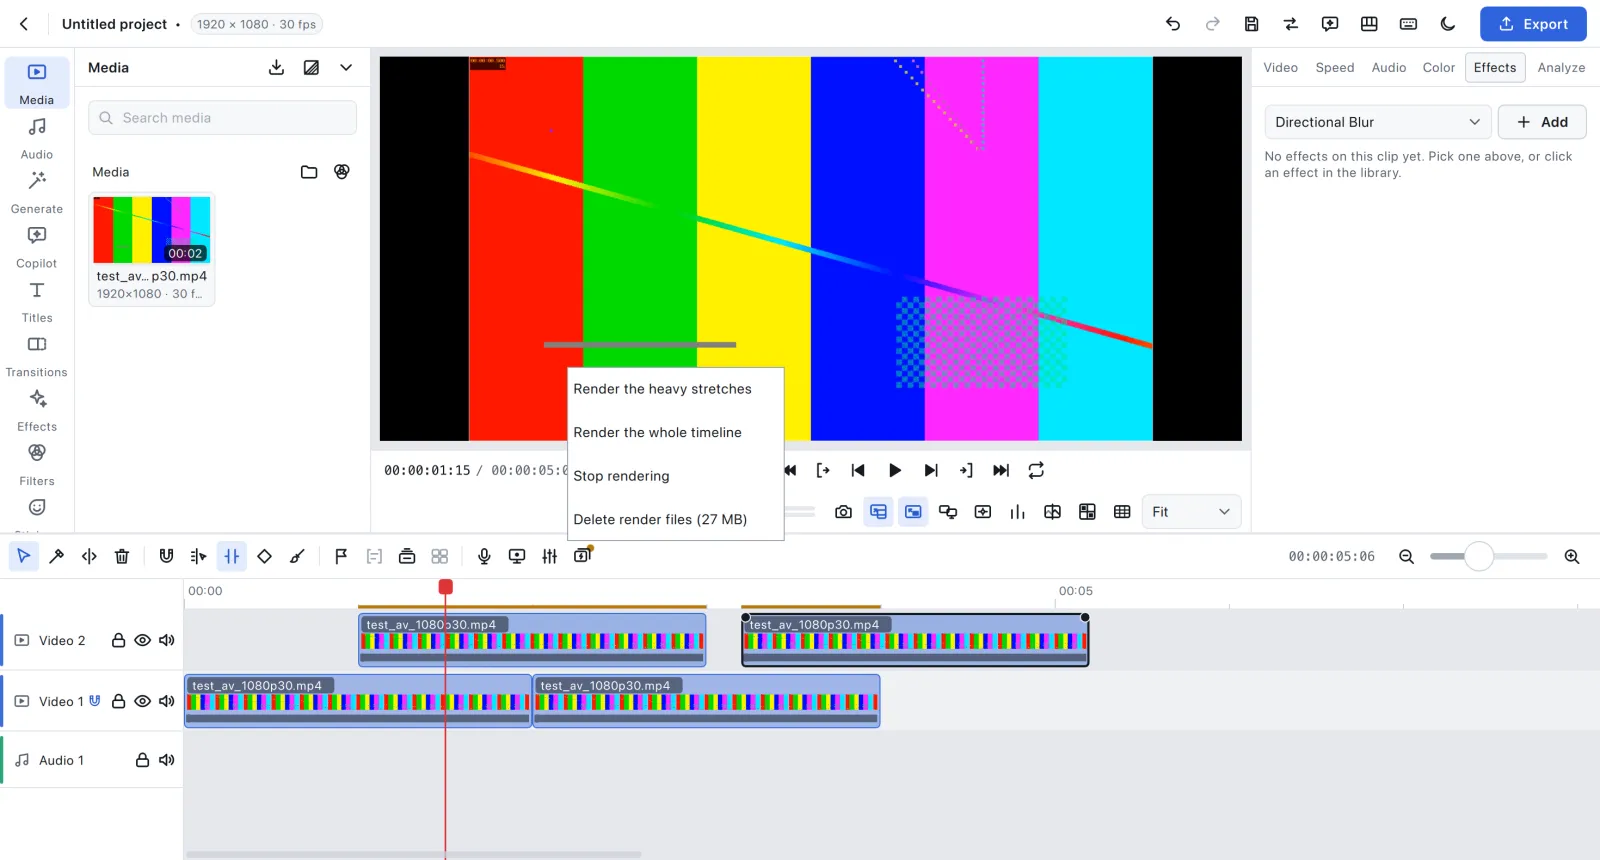 Untitled project •
1920 × 1080 · 30 fps
Export
Media
Audio
Generate
Copilot
Titles
Transitions
Effects
Filters
Media
Search media
Media
00:02
test_av... p30.mp4
1920×1080 · 30 f...
Video
Speed
Audio
Color
Effects
Analyze
Directional Blur
+ Add
No effects on this clip yet. Pick one above, or click
an effect in the library.
00:00:01:15 / 00:00:05:0
Render the heavy stretches
Render the whole timeline
Stop rendering
Delete render files (27 MB)
Fit
00:00:05:06
00:00
00:05
Video 2
test_av_1080p30.mp4
test_av_1080p30.mp4
Video 1
test_av_1080p30.mp4
test_av_1080p30.mp4
Audio 1